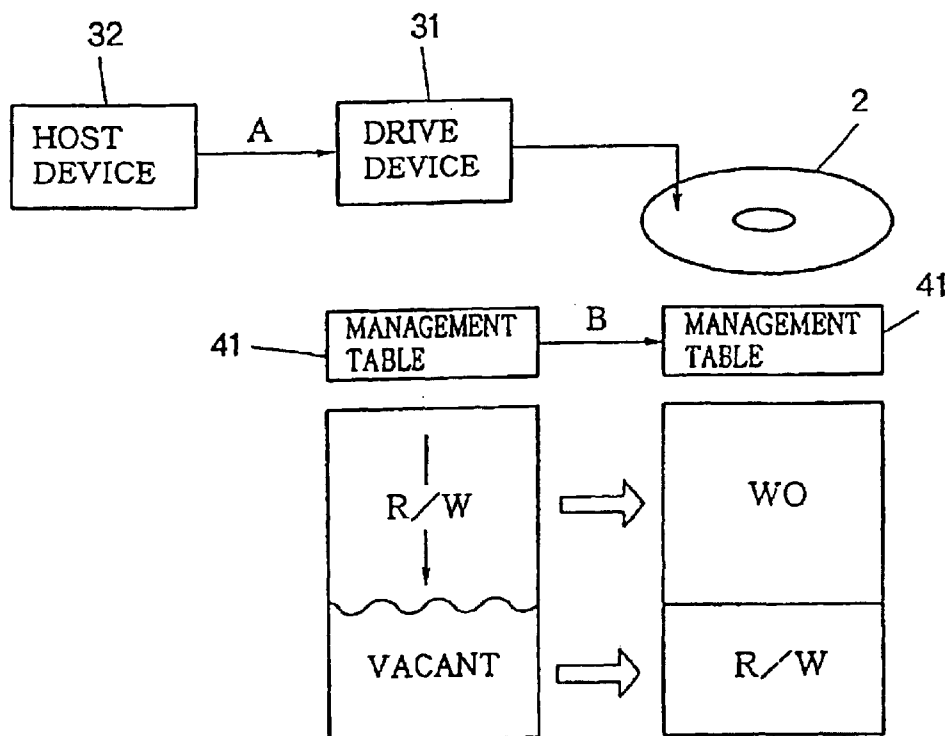 32
31
HOST
DEVICE
A
DRIVE
DEVICE
2
41
MANAGEMENT
TABLE
B
MANAGEMENT
TABLE
41
R/W
WO
VACANT
R/W